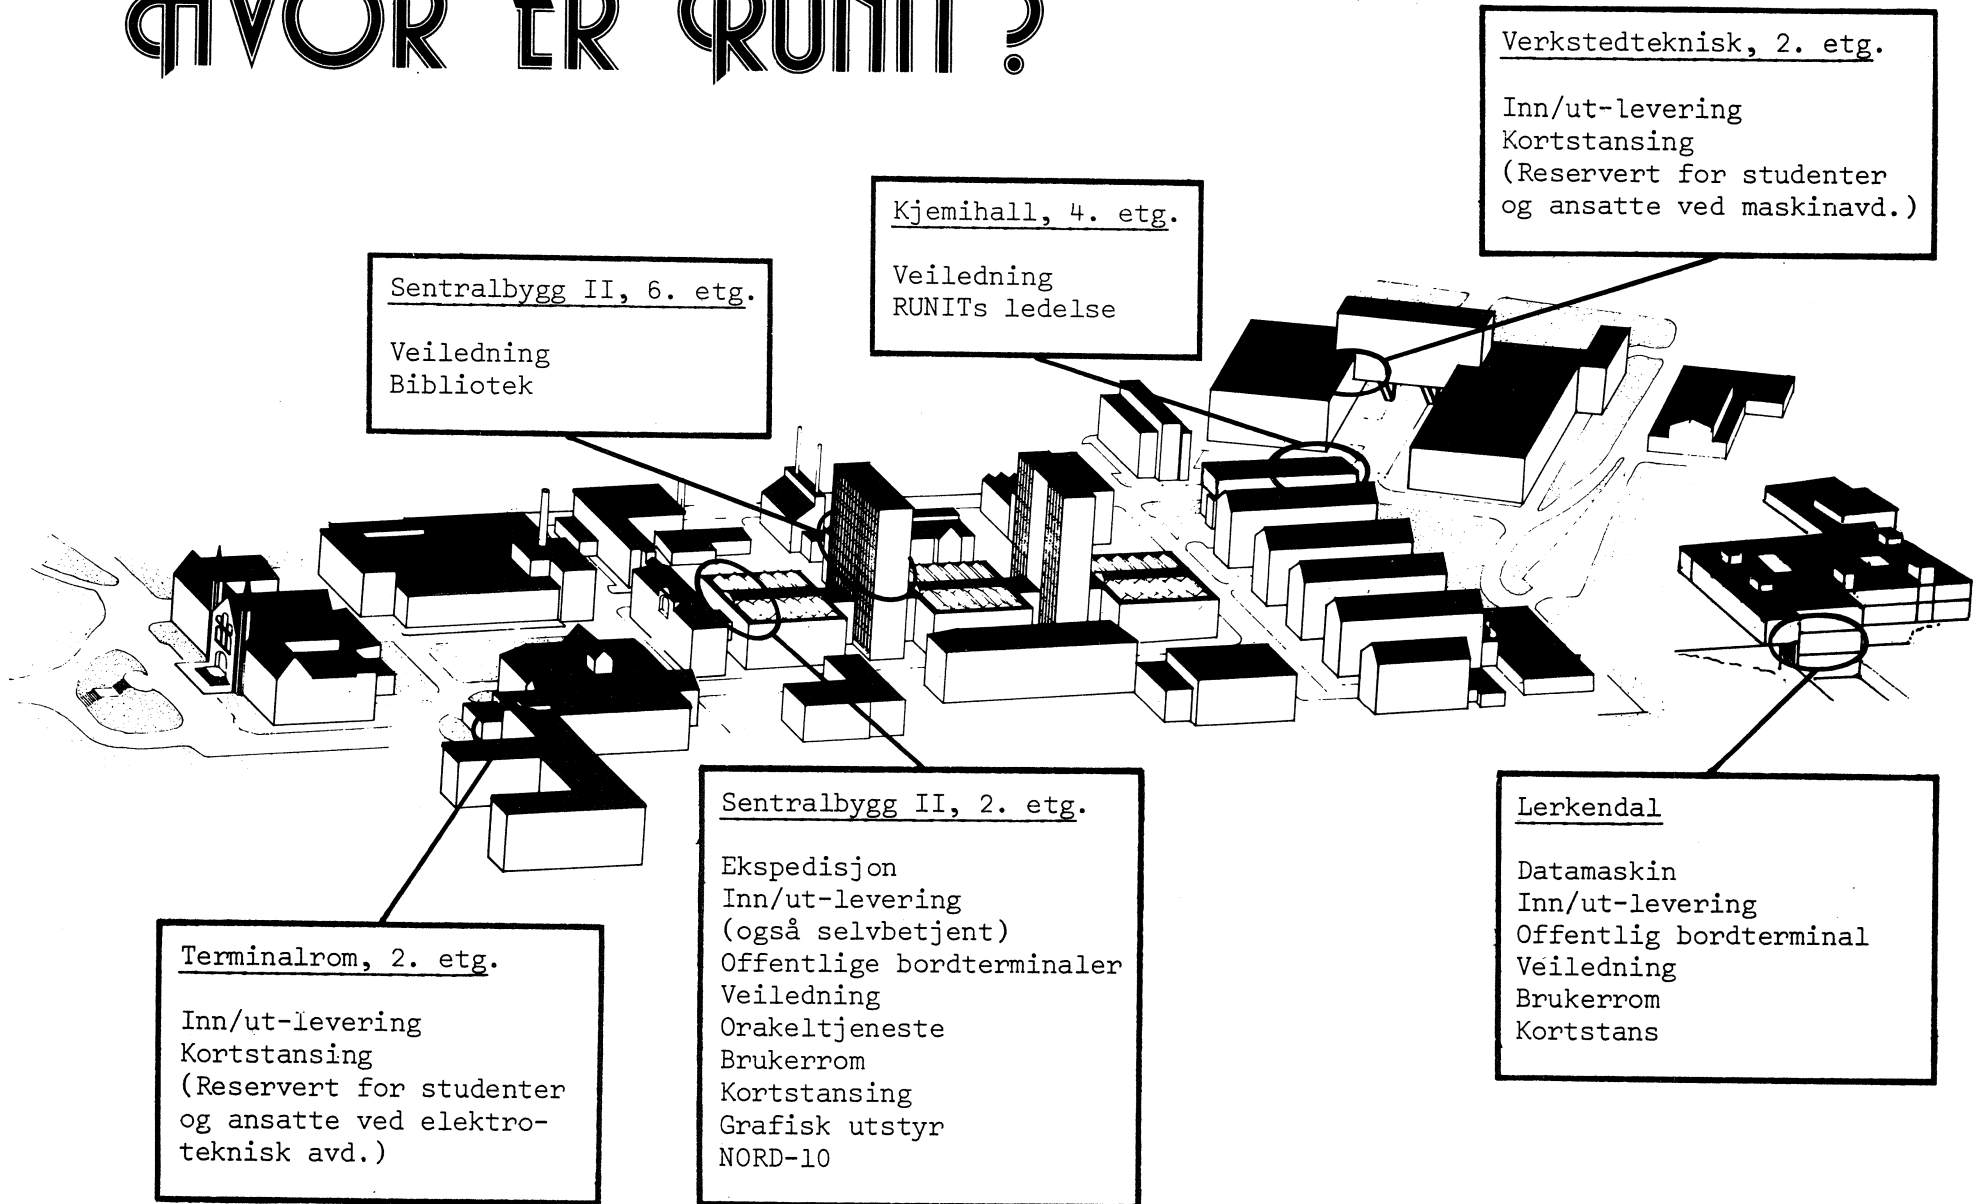 HVOR ER RUNIT ?
Verkstedteknisk, 2. etg.
Inn/ut-levering
Kortstansing
(Reservert for studenter
og ansatte ved maskinavd.)
Kjemihall, 4. etg.
Veiledning
RUNITs ledelse
Sentralbygg II, 6. etg.
Veiledning
Bibliotek
Terminalrom, 2. etg.
Inn/ut-levering
Kortstansing
(Reservert for studenter
og ansatte ved elektro-
teknisk avd.)
Sentralbygg II, 2. etg.
Ekspedisjon
Inn/ut-levering
(også selvbetjent)
Offentlige bordterminaler
Veiledning
Orakeltjeneste
Brukerrom
Kortstansing
Grafisk utstyr
NORD-10
Lerkendal
Datamaskin
Inn/ut-levering
Offentlig bordterminal
Veiledning
Brukerrom
Kortstans